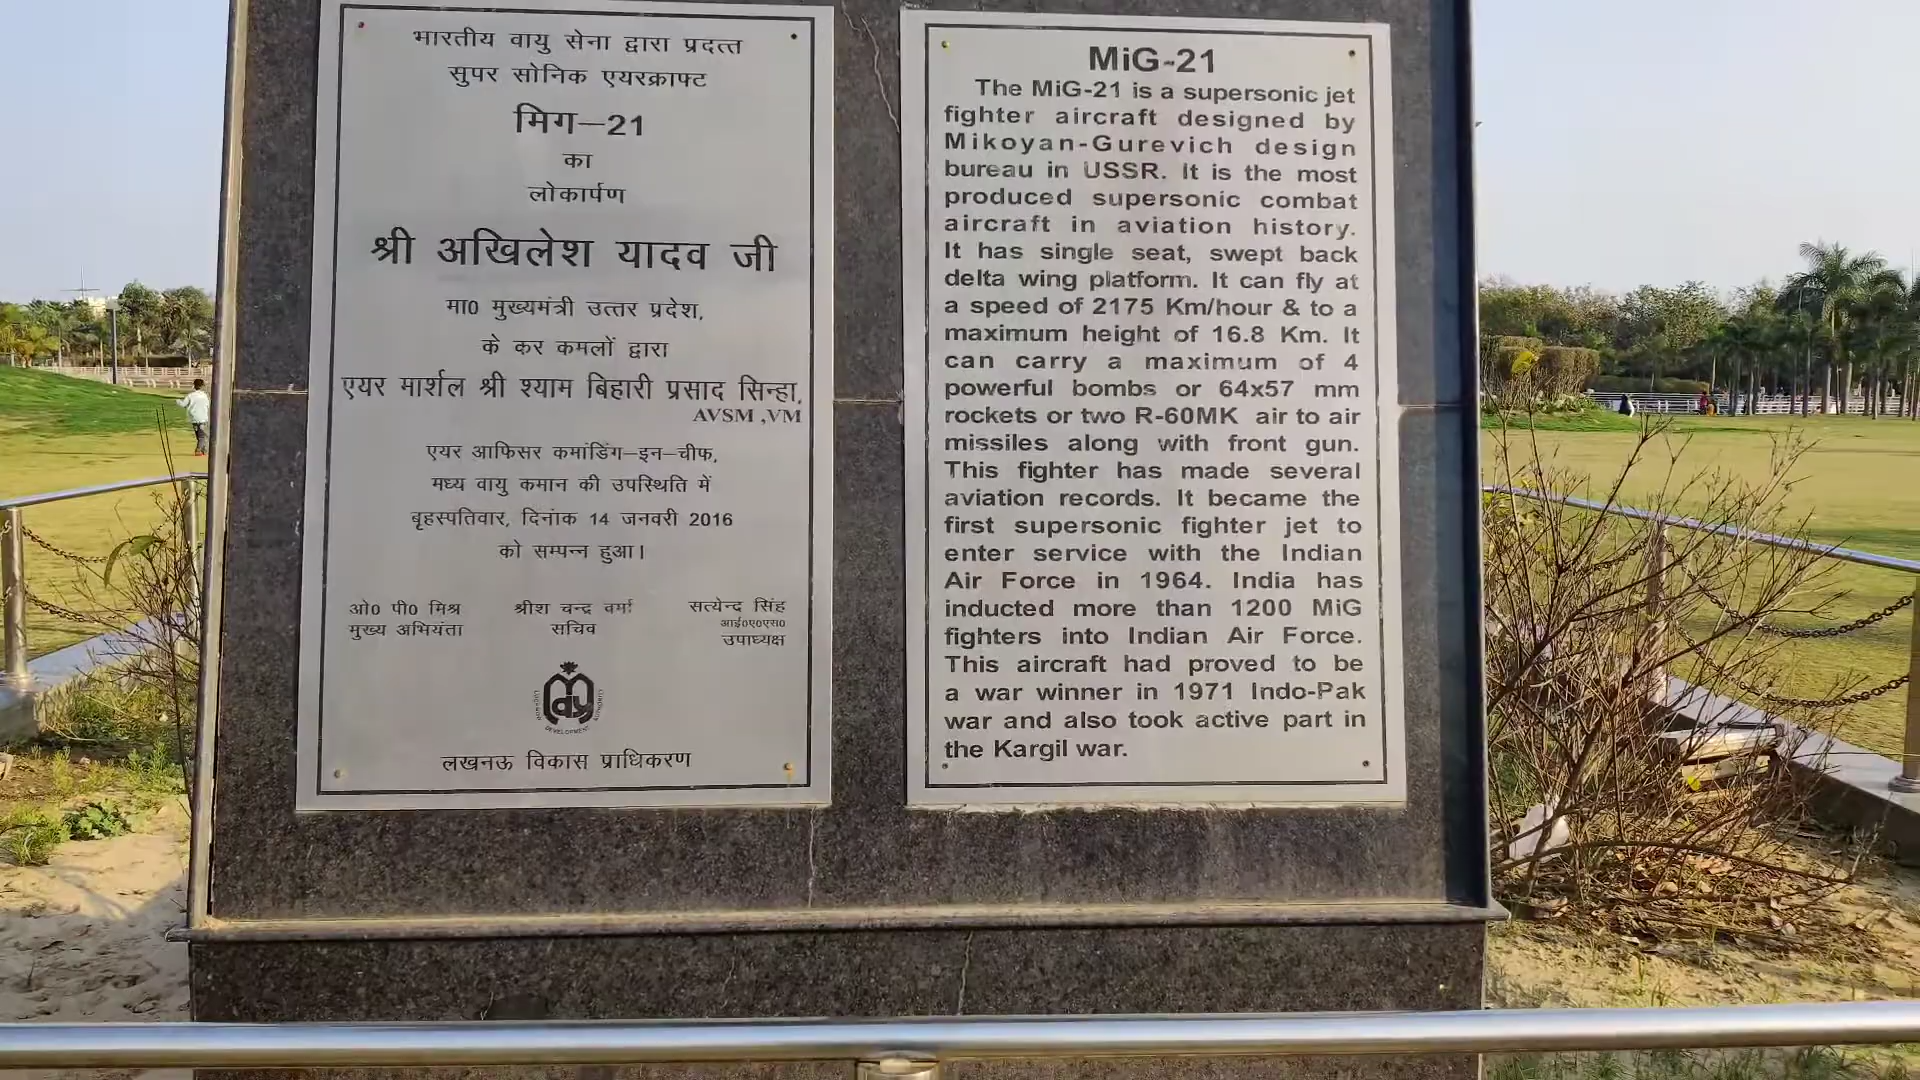 भारतीय वायु सेना द्वारा प्रदत्त
सुपर सोनिक एयरक्राफ्ट
मिग–21
का
लोकार्पण
श्री अखिलेश यादव जी
मा0 मुख्यमंत्री उत्तर प्रदेश,
के कर कमलों द्वारा
एयर मार्शल श्री श्याम बिहारी प्रसाद सिन्हा,
AVSM ,VM
एयर आफिसर कमांडिंग–इन–चीफ,
मध्य वायु कमान की उपस्थिति में
बृहस्पतिवार, दिनांक 14 जनवरी 2016
को सम्पन्न हुआ।
ओ0 पी0 मिश्र
मुख्य अभियंता
श्रीश चन्द्र वर्मा
सचिव
सत्येन्द सिंह
आई0ए0एस0
उपाध्यक्ष
लखनऊ विकास प्राधिकरण
MiG-21
The MiG-21 is a supersonic jet
fighter aircraft designed by
Mikoyan-Gurevich design
bureau in USSR. It is the most
produced supersonic combat
aircraft in aviation history.
It has single seat, swept back
delta wing platform. It can fly at
a speed of 2175 Km/hour & to a
maximum height of 16.8 Km. It
can carry a maximum of 4
powerful bombs or 64x57 mm
rockets or two R-60MK air to air
missiles along with front gun.
This fighter has made several
aviation records. It became the
first supersonic fighter jet to
enter service with the Indian
Air Force in 1964. India has
inducted more than 1200 MiG
fighters into Indian Air Force.
This aircraft had proved to be
a war winner in 1971 Indo-Pak
war and also took active part in
the Kargil war.